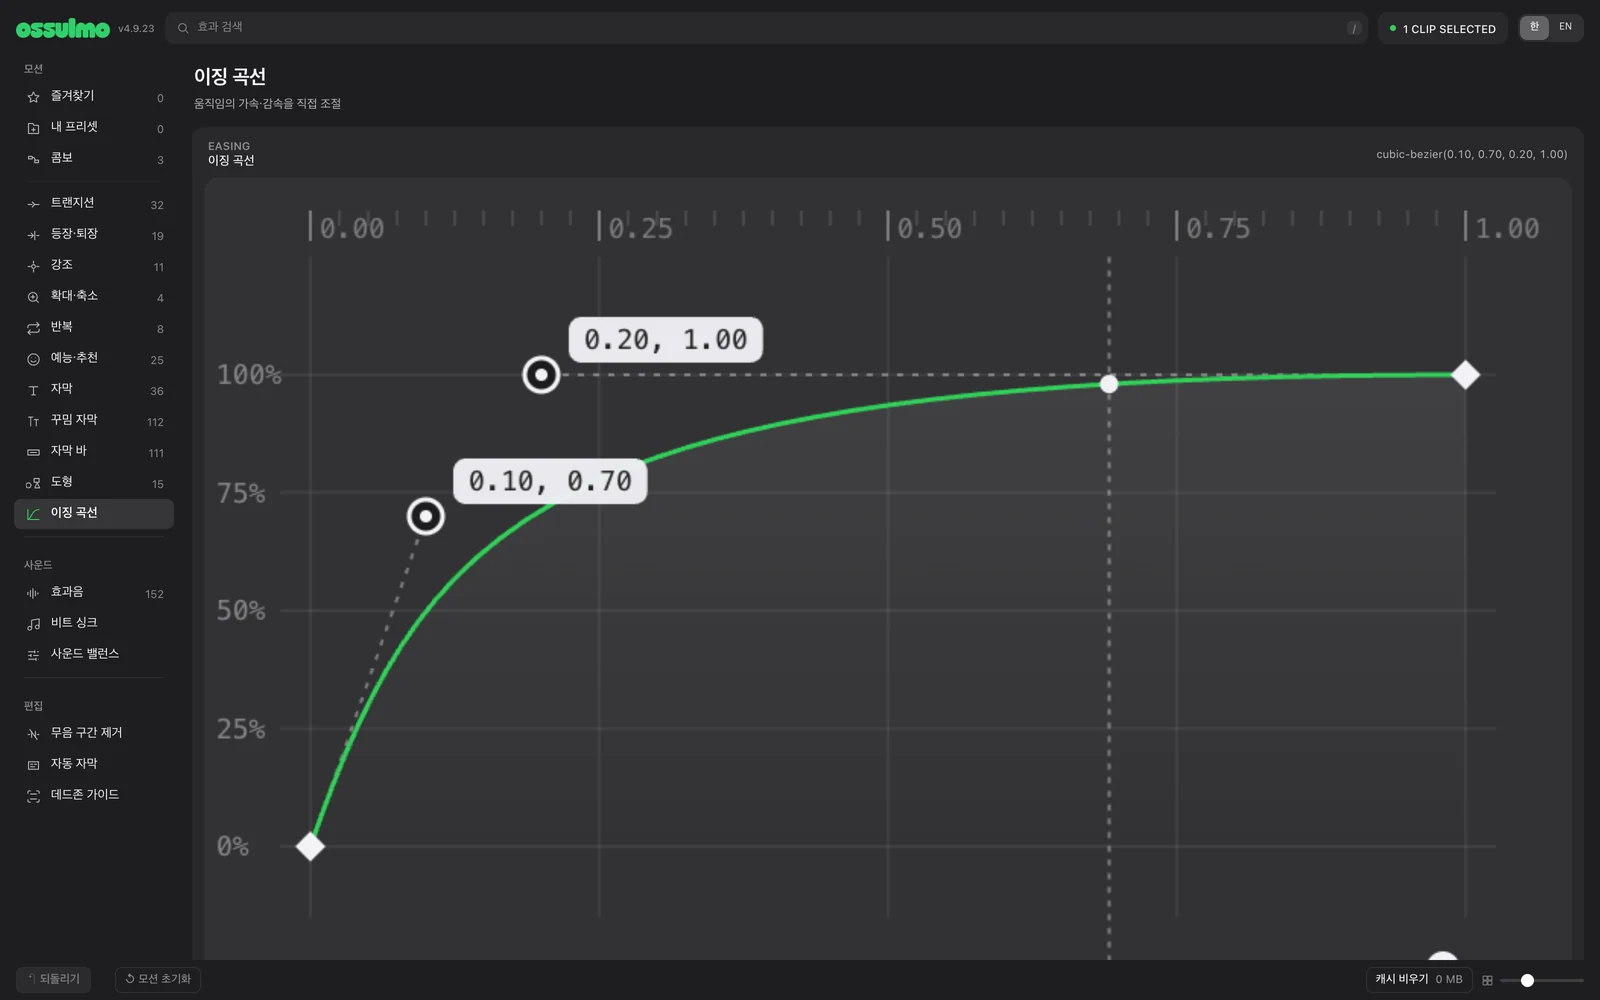 ossulmo v4.9.23
효과 검색
/
1 CLIP SELECTED
한
EN
모션
즐겨찾기 0
내 프리셋 0
콤보 3
트랜지션 32
등장·퇴장 19
강조 11
확대·축소 4
반복 8
예능·추천 25
자막 36
꾸밈 자막 112
자막 바 111
도형 15
이징 곡선
사운드
효과음 152
비트 싱크
사운드 밸런스
편집
무음 구간 제거
자동 자막
데드존 가이드
이징 곡선
움직임의 가속·감속을 직접 조절
EASING
이징 곡선
cubic-bezier(0.10, 0.70, 0.20, 1.00)
0.00 0.25 0.50 0.75 1.00
0.20, 1.00
100%
0.10, 0.70
75%
50%
25%
0%
되돌리기
모션 초기화
캐시 비우기 0 MB